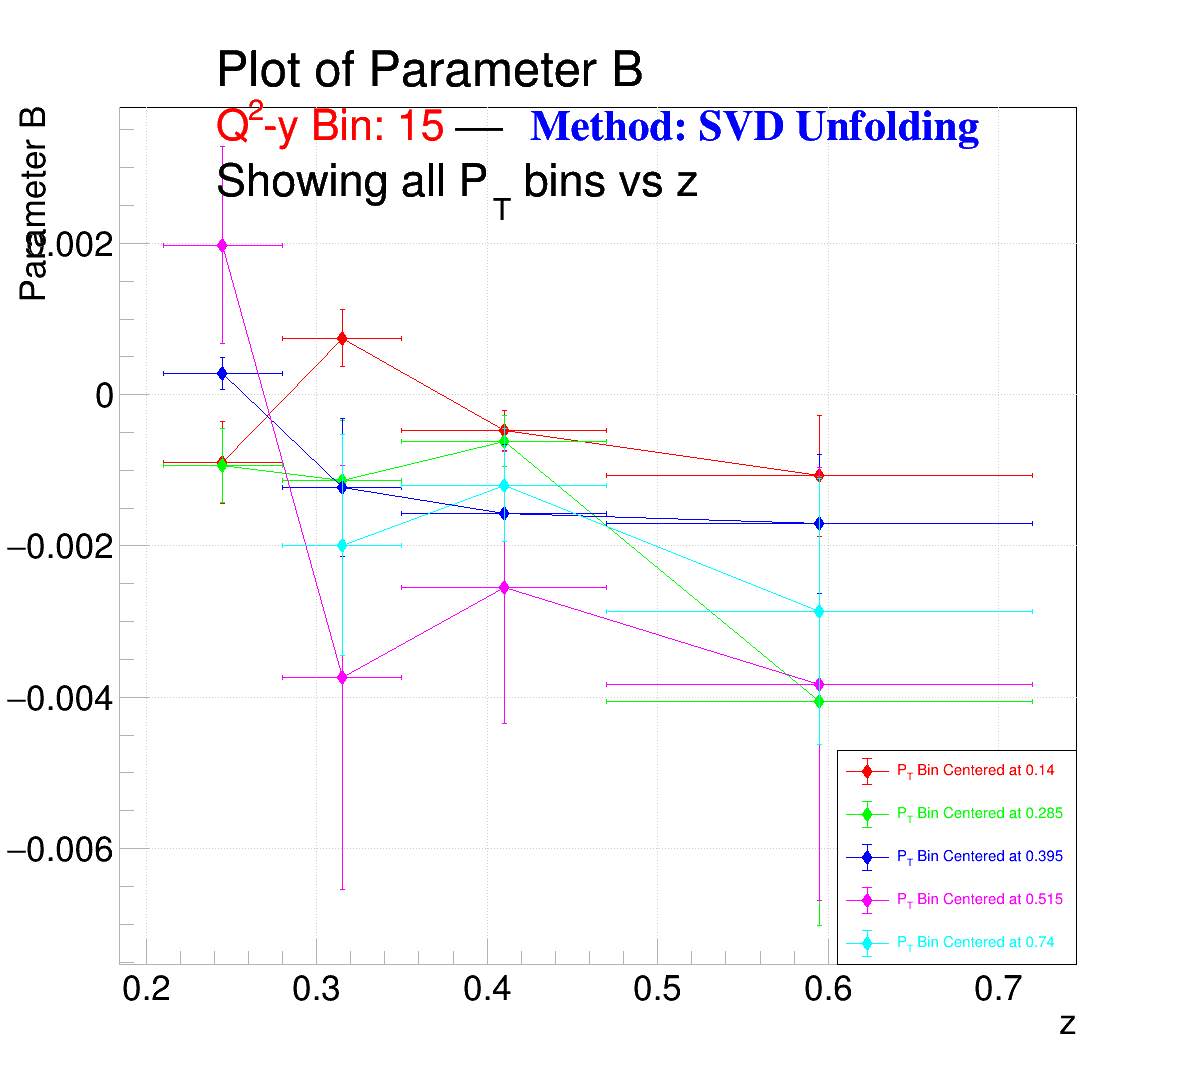 Plot of Parameter B
Q²-y Bin: 15 — Method: SVD Unfolding
Showing all P_T bins vs z
Parameter B
0.002
0
−0.002
−0.004
−0.006
P_T Bin Centered at 0.14
P_T Bin Centered at 0.285
P_T Bin Centered at 0.395
P_T Bin Centered at 0.515
P_T Bin Centered at 0.74
0.2 0.3 0.4 0.5 0.6 0.7
z